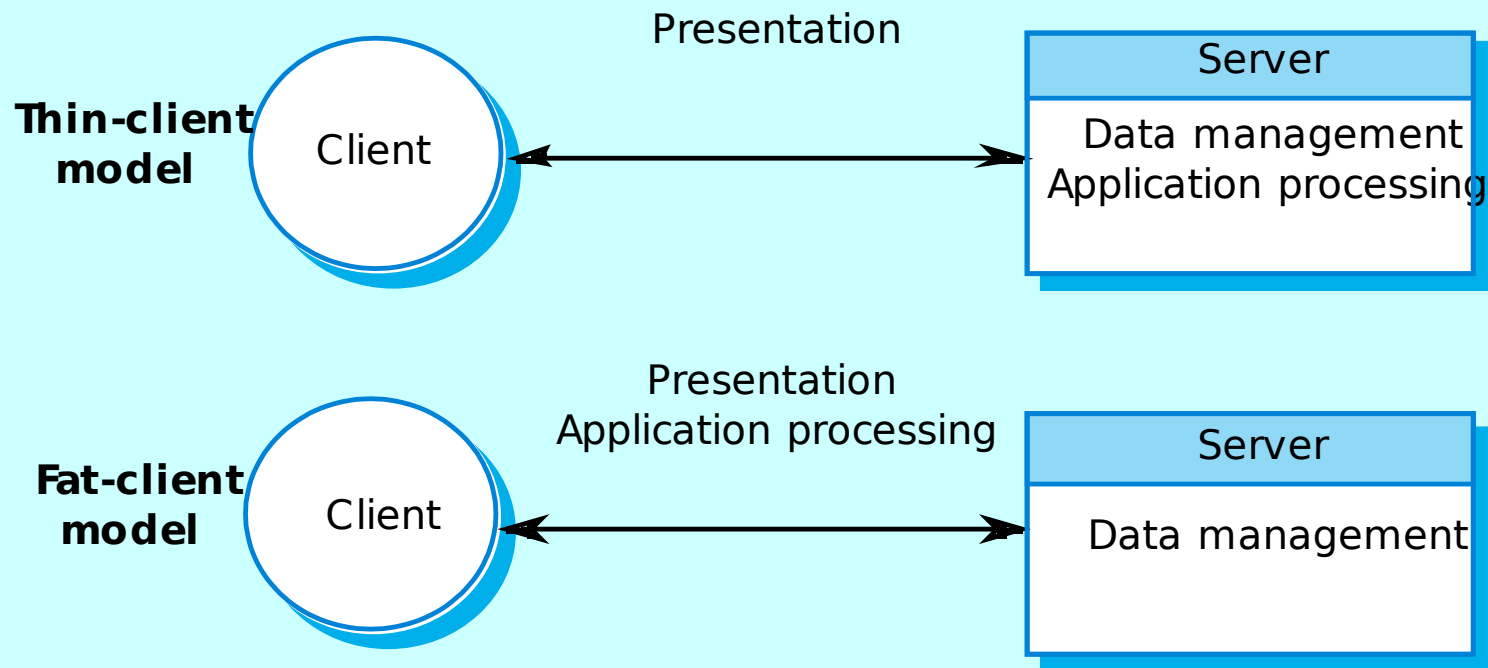 Presentation
Thin-client
model
Client
Server
Data management
Application processing
Presentation
Application processing
Fat-client
model
Client
Server
Data management